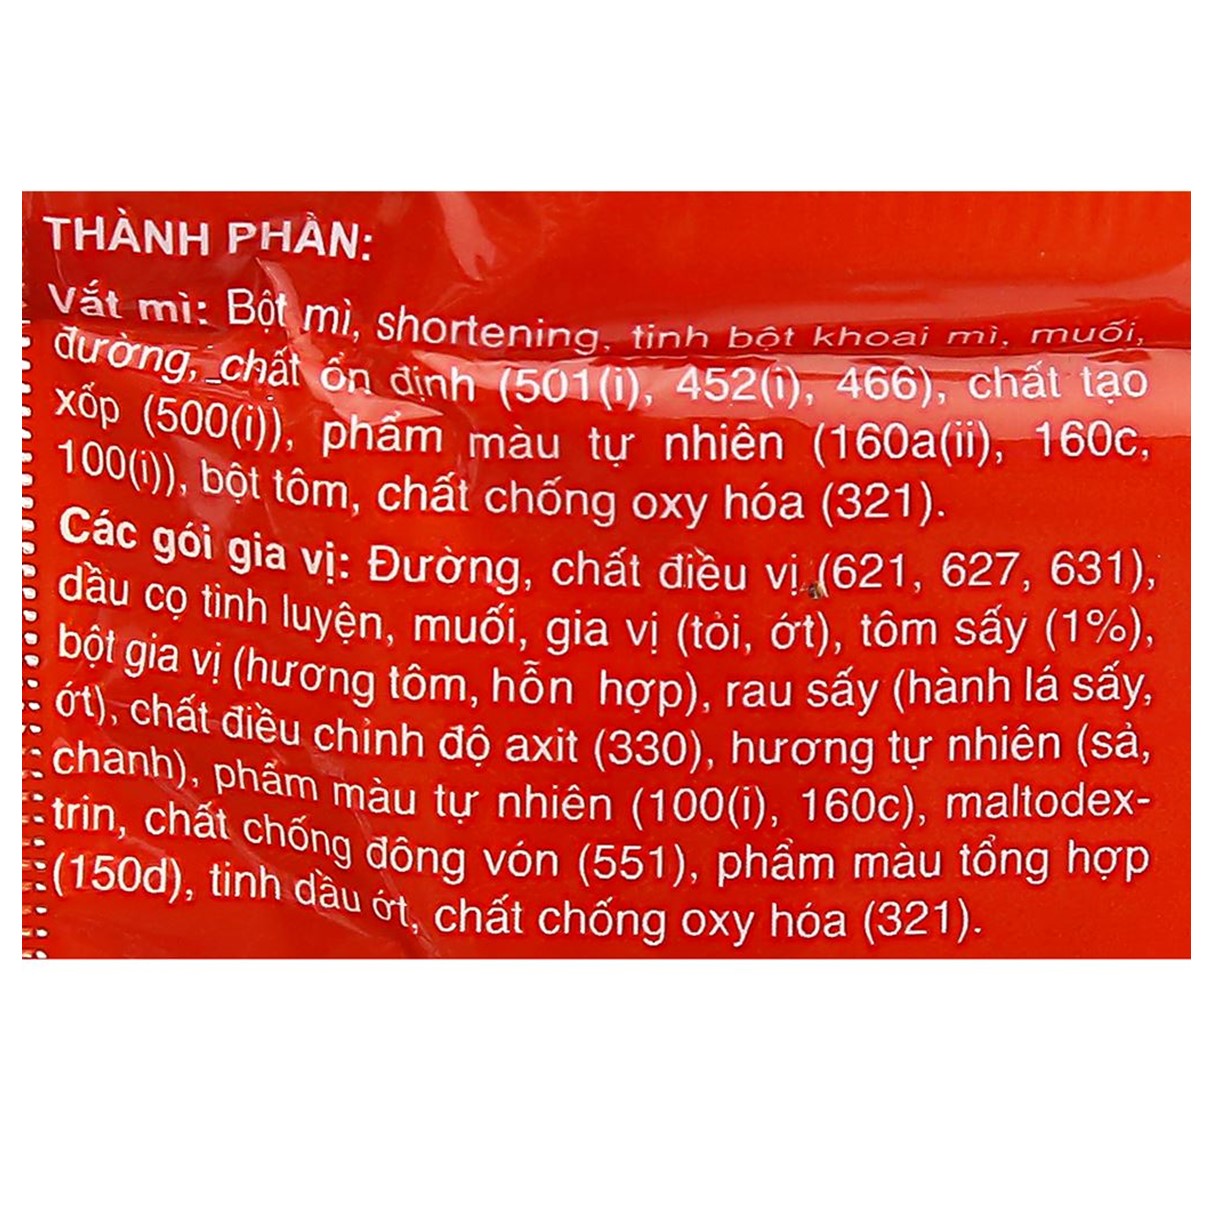 THÀNH PHẦN:
Vắt mì: Bột mì, shortening, tinh bột khoai mì, muối,
đường, chất ổn định (501(i), 452(i), 466), chất tạo
xốp (500(i)), phẩm màu tự nhiên (160a(ii), 160c,
100(i)), bột tôm, chất chống oxy hóa (321).
Các gói gia vị: Đường, chất điều vị (621, 627, 631),
dầu cọ tinh luyện, muối, gia vị (tỏi, ớt), tôm sấy (1%),
bột gia vị (hương tôm, hỗn hợp), rau sấy (hành lá sấy,
ớt), chất điều chỉnh độ axit (330), hương tự nhiên (sả,
chanh), phẩm màu tự nhiên (100(i), 160c), maltodex-
trin, chất chống đông vón (551), phẩm màu tổng hợp
(150d), tinh dầu ớt, chất chống oxy hóa (321).